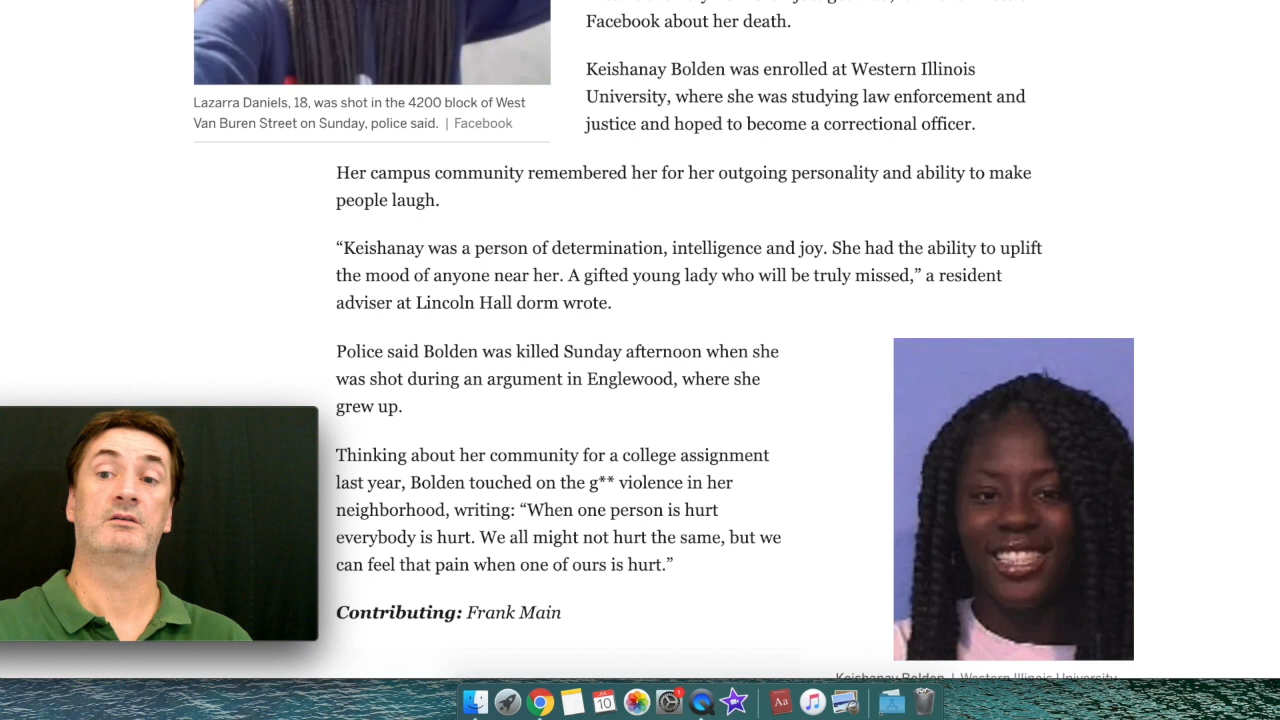 Facebook about her death.
Keishanay Bolden was enrolled at Western Illinois
University, where she was studying law enforcement and
justice and hoped to become a correctional officer.
Lazarra Daniels, 18, was shot in the 4200 block of West
Van Buren Street on Sunday, police said. | Facebook
Her campus community remembered her for her outgoing personality and ability to make
people laugh.
“Keishanay was a person of determination, intelligence and joy. She had the ability to uplift
the mood of anyone near her. A gifted young lady who will be truly missed,” a resident
adviser at Lincoln Hall dorm wrote.
Police said Bolden was killed Sunday afternoon when she
was shot during an argument in Englewood, where she
grew up.
Thinking about her community for a college assignment
last year, Bolden touched on the g** violence in her
neighborhood, writing: “When one person is hurt
everybody is hurt. We all might not hurt the same, but we
can feel that pain when one of ours is hurt.”
Contributing: Frank Main
Keishanay Bolden | Western Illinois University
10
1
Aa